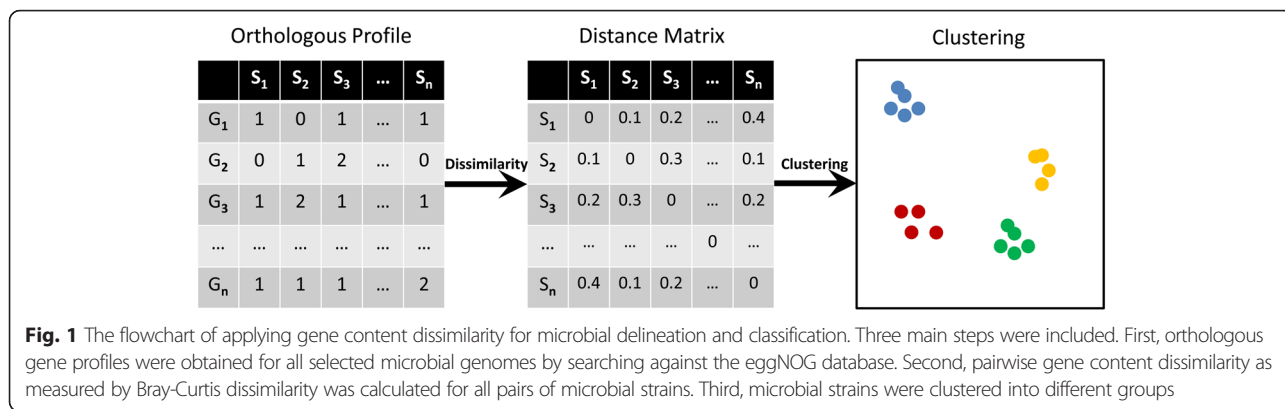 Orthologous Profile
S1 S2 S3 ... Sn
G1 1 0 1 ... 1
G2 0 1 2 ... 0
G3 1 2 1 ... 1
... ... ... ... ... ...
Gn 1 1 1 ... 2
Dissimilarity
Distance Matrix
S1 S2 S3 ... Sn
S1 0 0.1 0.2 ... 0.4
S2 0.1 0 0.3 ... 0.1
S3 0.2 0.3 0 ... 0.2
... ... ... ... 0 ...
Sn 0.4 0.1 0.2 ... 0
Clustering
Clustering
Fig. 1 The flowchart of applying gene content dissimilarity for microbial delineation and classification. Three main steps were included. First, orthologous
gene profiles were obtained for all selected microbial genomes by searching against the eggNOG database. Second, pairwise gene content dissimilarity as
measured by Bray-Curtis dissimilarity was calculated for all pairs of microbial strains. Third, microbial strains were clustered into different groups